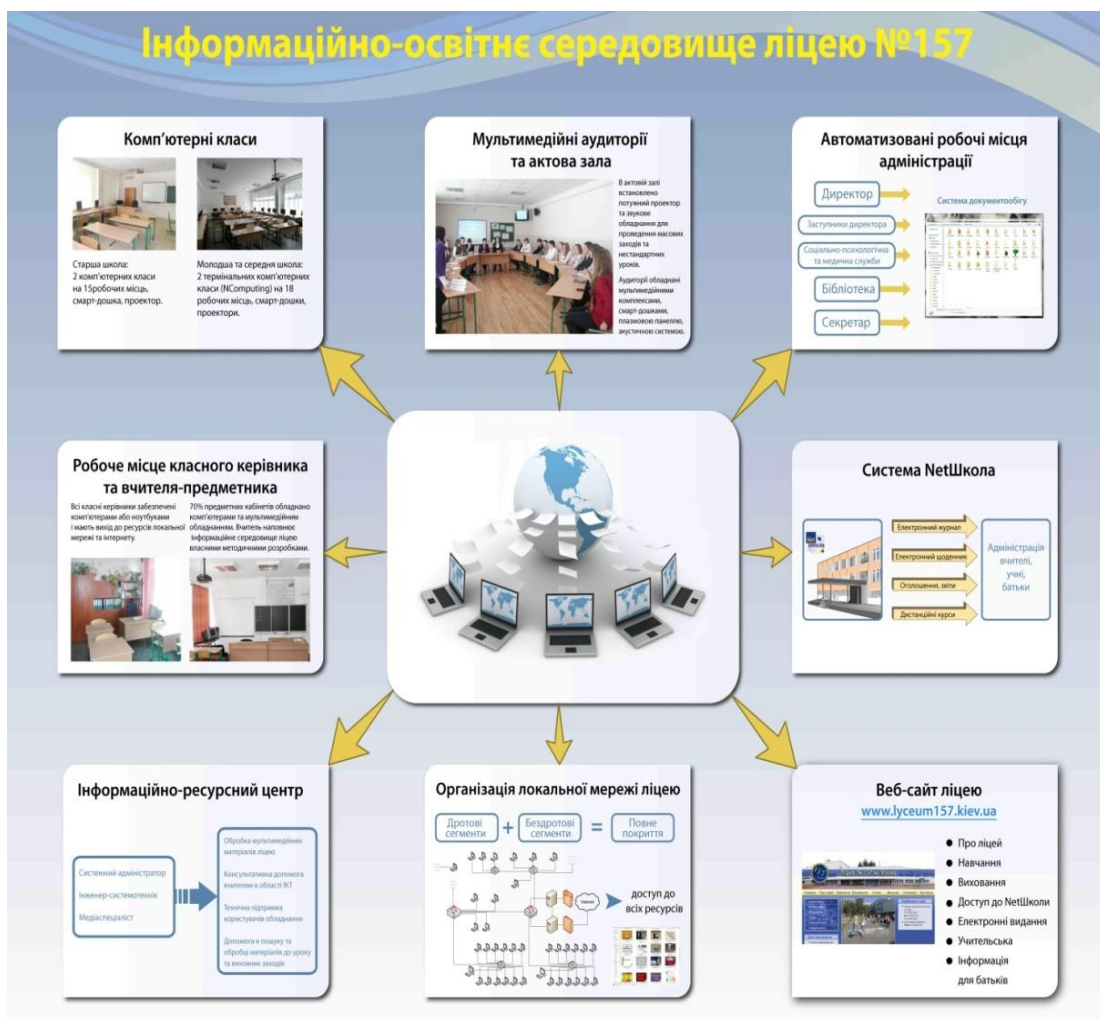 Інформаційно-освітнє середовище ліцею №157
Комп’ютерні класи
Старша школа:
2 комп’ютерних класи
на 15робочих місць,
смарт-дошка, проектор.
Молодша та середня школа:
2 термінальних комп’ютерних
класи (NComputing) на 18
робочих місць, смарт-дошки,
проектори.
Мультимедійні аудиторії
та актова зала
В актовій залі
встановлено
потужний проектор
та звукове
обладнання для
проведення масових
заходів та
нестандартних
уроків.
Аудиторії обладнані
мультимедійними
комплексами,
смарт-дошками,
плазмовою панеллю,
акустичною системою.
Автоматизовані робочі місця
адміністрації
Директор
Заступники директора
Соціально-психологічна
та медична служби
Бібліотека
Секретар
Система документообігу
Робоче місце класного керівника
та вчителя-предметника
Всі класні керівники забезпечені
комп’ютерами або ноутбуками
і мають вихід до ресурсів локальної
мережі та інтернету.
70% предметних кабінетів обладнано
комп’ютерами та мультимедійним
обладнанням. Вчитель наповнює
інформаційне середовище ліцею
власними методичними розробками.
Система NetШкола
Електронний журнал
Електронний щоденник
Оголошення, звіти
Дистанційні курси
Адміністрація
вчителі,
учні,
батьки
Інформаційно-ресурсний центр
Системний адміністратор
Інженер-системотехнік
Медіаспеціаліст
Обробка мультимедійних
матеріалів ліцею
Консультативна допомога
вчителям в області ІКТ
Технічна підтримка
користувачів обладнання
Допомога в пошуку та
обробці матеріалів до уроку
та виховних заходів
Організація локальної мережі ліцею
Дротові
сегменти
+
Бездротові
сегменти
=
Повне
покриття
Internet
доступ до
всіх ресурсів
Веб-сайт ліцею
www.lyceum157.kiev.ua
Про ліцей
Навчання
Виховання
Доступ до NetШколи
Електронні видання
Учительська
Інформація
для батьків